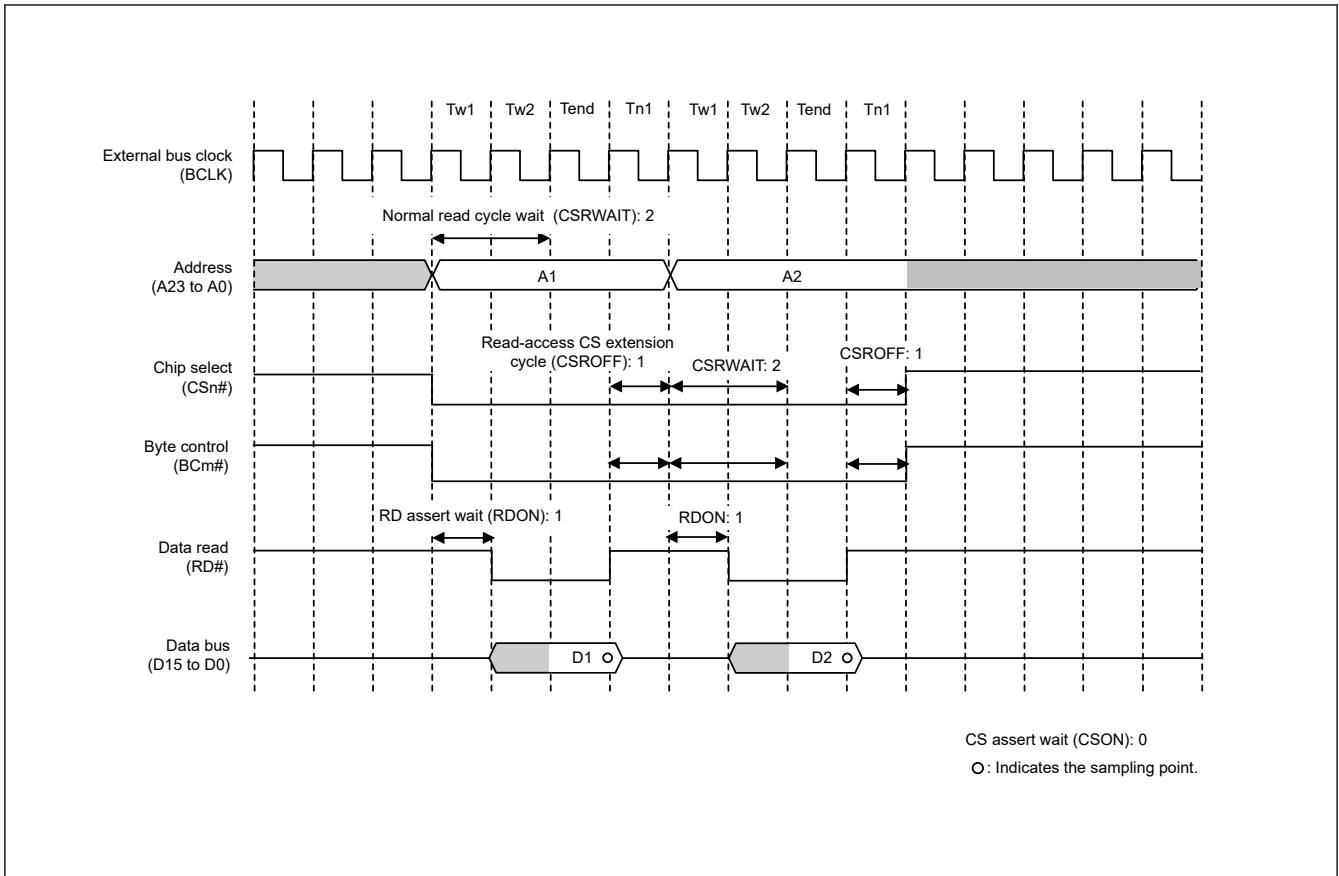 Tw1 Tw2 Tend Tn1 Tw1 Tw2 Tend Tn1
External bus clock
(BCLK)
Normal read cycle wait (CSRWAIT): 2
Address
(A23 to A0)
A1 A2
Read-access CS extension
cycle (CSROFF): 1
CSRWAIT: 2
CSROFF: 1
Chip select
(CSn#)
Byte control
(BCm#)
RD assert wait (RDON): 1
RDON: 1
Data read
(RD#)
Data bus
(D15 to D0)
D1 D2
CS assert wait (CSON): 0
: Indicates the sampling point.